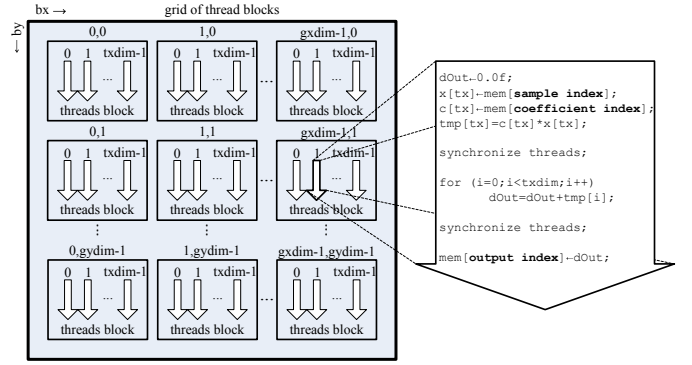 bx → grid of thread blocks
← by
0,0 1,0 gxdim-1,0
0 1 txdim-1 0 1 txdim-1 0 1 txdim-1
... ... ...
...
threads block threads block threads block
0,1 1,1 gxdim-1,1
0 1 txdim-1 0 1 txdim-1 0 1 txdim-1
... ... ...
...
threads block threads block threads block
⋮ ⋮ ⋮
0,gydim-1 1,gydim-1 gxdim-1,gydim-1
0 1 txdim-1 0 1 txdim-1 0 1 txdim-1
... ... ...
...
threads block threads block threads block
dOut←0.0f;
x[tx]←mem[sample index];
c[tx]←mem[coefficient index];
tmp[tx]=c[tx]*x[tx];
synchronize threads;
for (i=0;i<txdim;i++)
dOut=dOut+tmp[i];
synchronize threads;
mem[output index]←dOut;